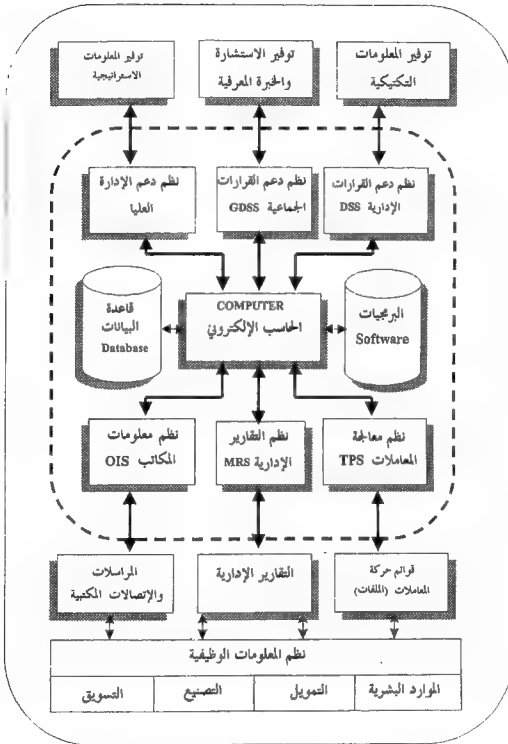 توفير المعلومات
التكتيكية
توفير الاستشارة
والخبرة المعرفية
توفير المعلومات
الاستراتيجية
نظم دعم القرارات
الإدارية DSS
نظم دعم القرارات
الجماعية GDSS
نظم دعم الإدارة
العليا
البرمجيات
Software
COMPUTER
الحاسب الإلكتروني
قاعدة
البيانات
Database
نظم معالجة
المعاملات TPS
نظم التقارير
الإدارية MRS
نظم معلومات
المكاتب OIS
قوائم حركة
المعاملات (الملفات)
التقارير الإدارية
المراسلات
والإتصالات المكتبية
نظم المعلومات الوظيفية
الموارد البشرية
التمويل
التصنيع
التسويق